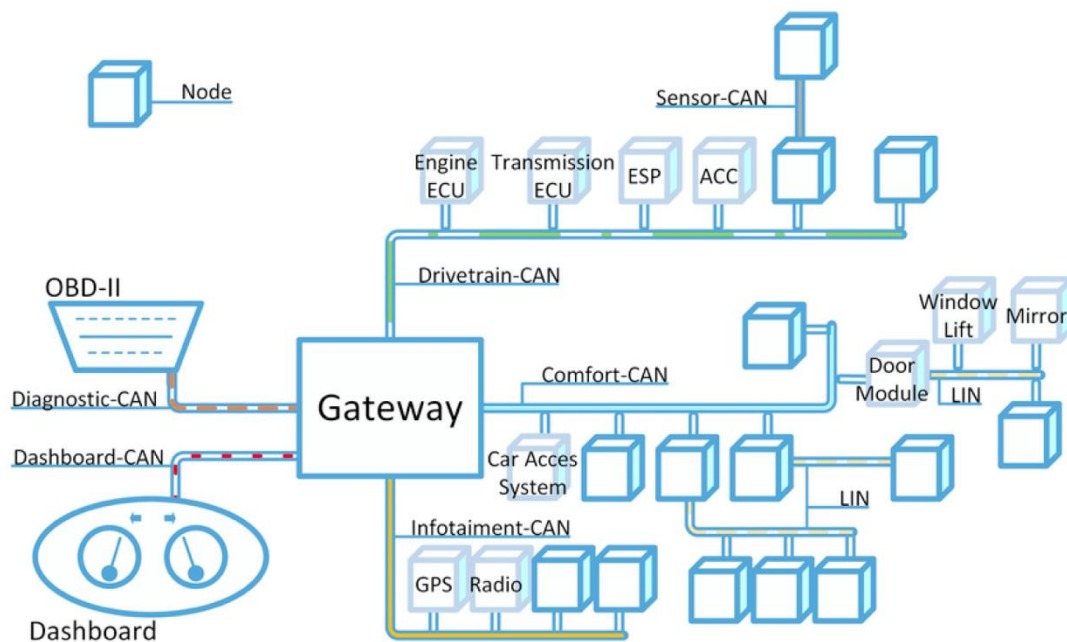 Node
Sensor-CAN
Engine
ECU
Transmission
ECU
ESP
ACC
Drivetrain-CAN
OBD-II
Window
Lift
Mirror
Door
Module
LIN
Comfort-CAN
Diagnostic-CAN
Gateway
Dashboard-CAN
Car Acces
System
LIN
Infotaiment-CAN
GPS
Radio
Dashboard